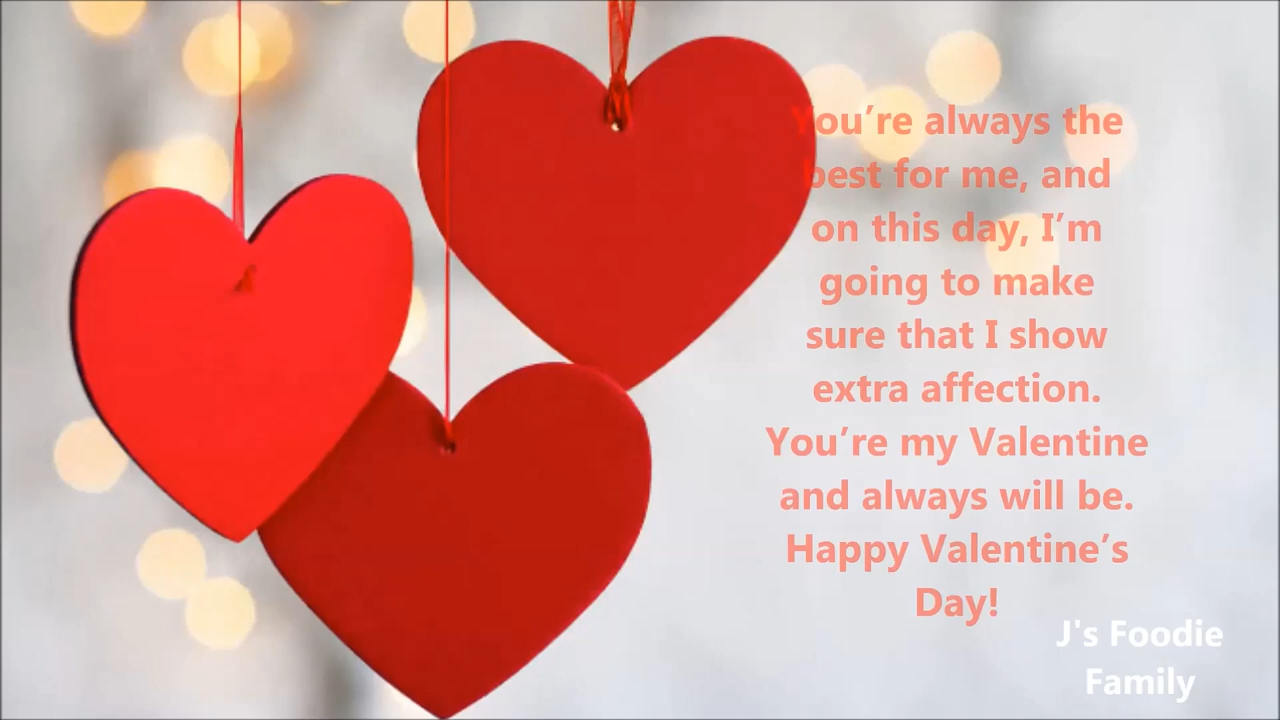 You’re always the
best for me, and
on this day, I’m
going to make
sure that I show
extra affection.
You’re my Valentine
and always will be.
Happy Valentine’s
Day!
J's Foodie
Family